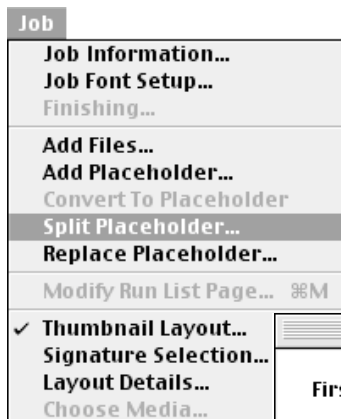 Job
Job Information...
Job Font Setup...
Finishing...
Add Files...
Add Placeholder...
Convert To Placeholder
Split Placeholder...
Replace Placeholder...
Modify Run List Page... ⌘M
✓ Thumbnail Layout...
Signature Selection...
Layout Details...
Firs
Choose Media...